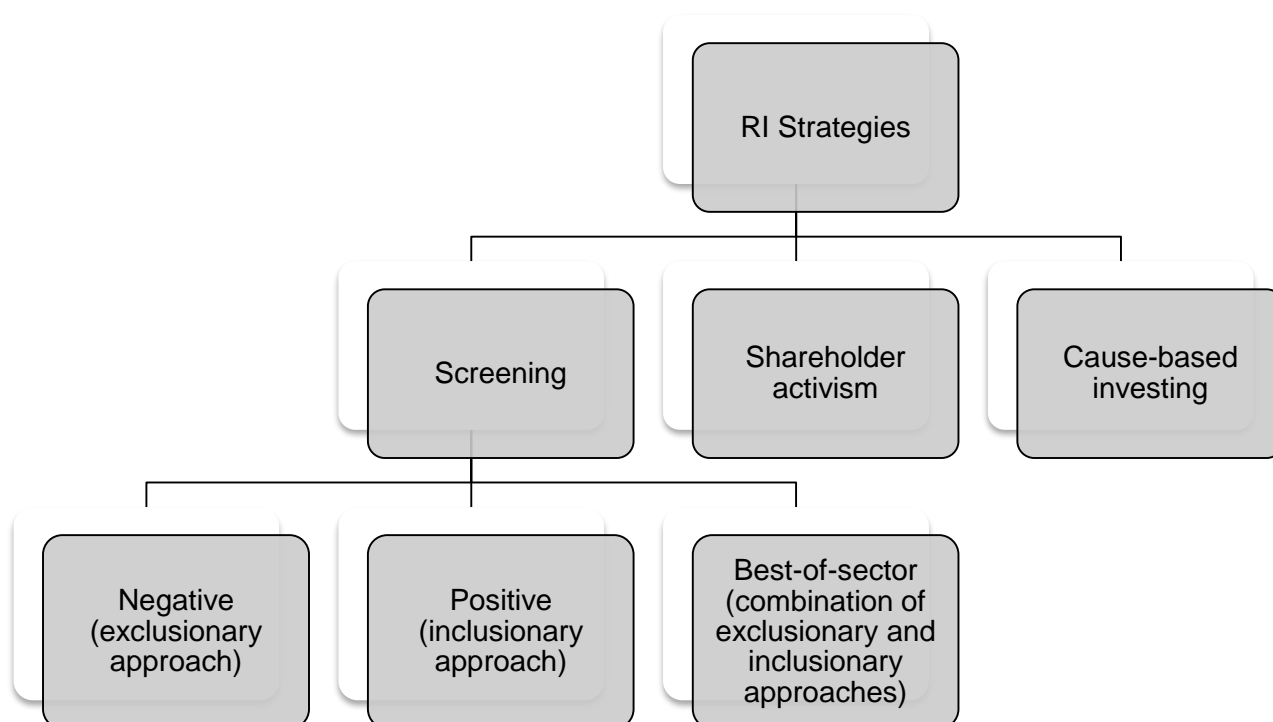 RI Strategies
Screening
Shareholder
activism
Cause-based
investing
Negative
(exclusionary
approach)
Positive
(inclusionary
approach)
Best-of-sector
(combination of
exclusionary and
inclusionary
approaches)